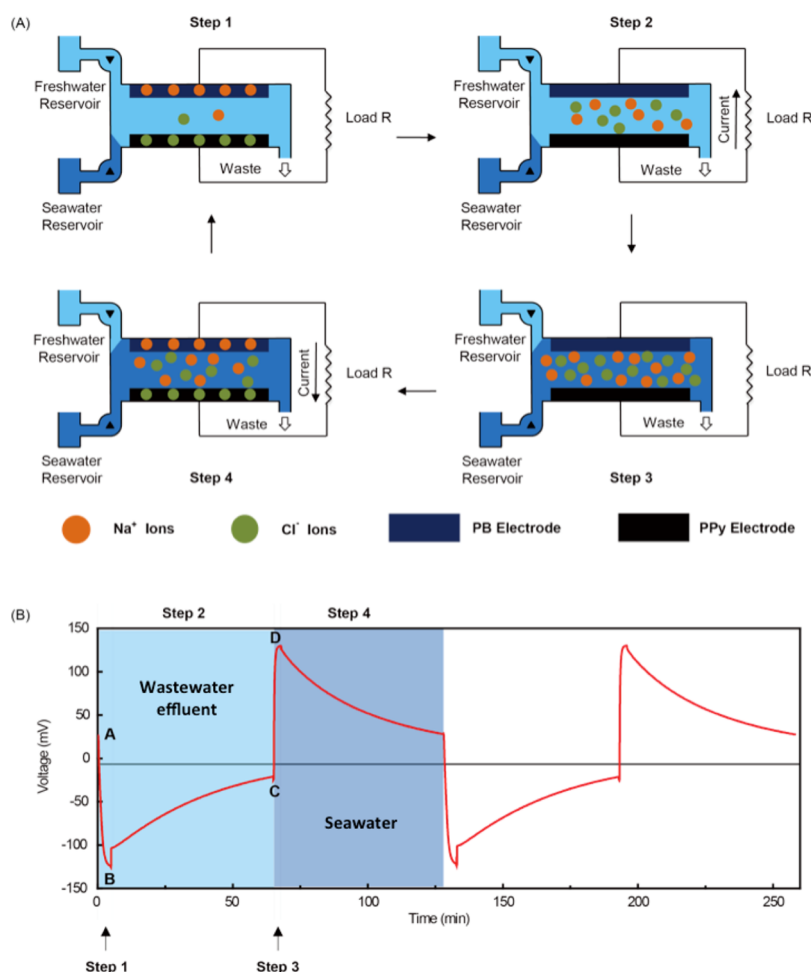 (A)
Step 1
Step 2
Freshwater
Reservoir
Load R
Waste
Seawater
Reservoir
Freshwater
Reservoir
Current
Load R
Waste
Seawater
Reservoir
Freshwater
Reservoir
Current
Load R
Waste
Seawater
Reservoir
Step 4
Freshwater
Reservoir
Load R
Waste
Seawater
Reservoir
Step 3
Na+ Ions
Cl- Ions
PB Electrode
PPy Electrode
(B)
Step 2
Step 4
Voltage (mV)
150
100
50
0
-50
-100
-150
A
B
C
D
Wastewater
effluent
Seawater
0
50
100
150
200
250
Time (min)
Step 1
Step 3